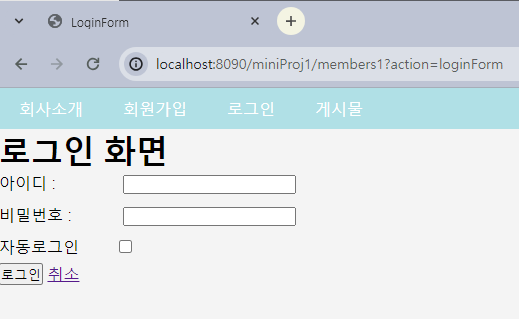 LoginForm
localhost:8090/miniProj1/members1?action=loginForm
회사소개 회원가입 로그인 게시물
로그인 화면
아이디 :
비밀번호 :
자동로그인
로그인 취소